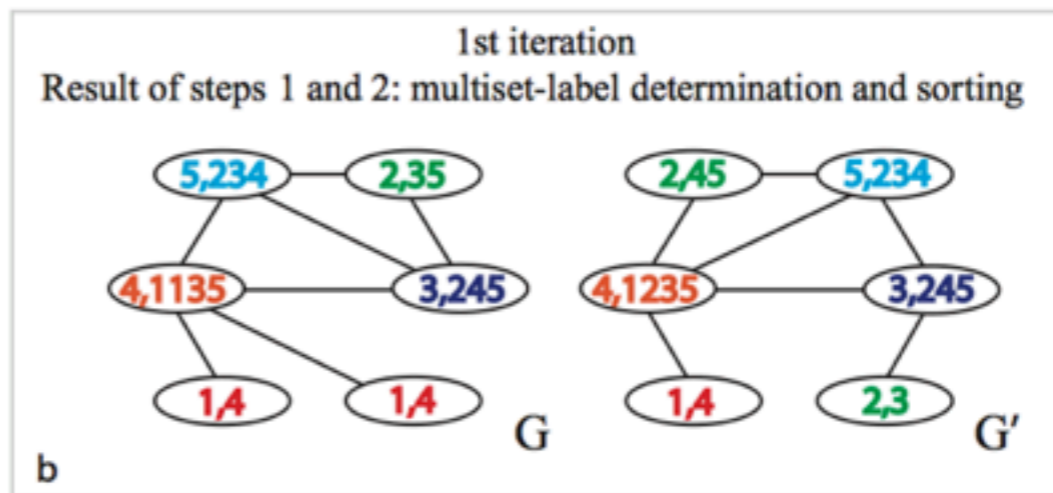 1st iteration
Result of steps 1 and 2: multiset-label determination and sorting
5,234 2,35 2,45 5,234
4,1135 3,245 4,1235 3,245
1,4 1,4 1,4 2,3
G G′
b